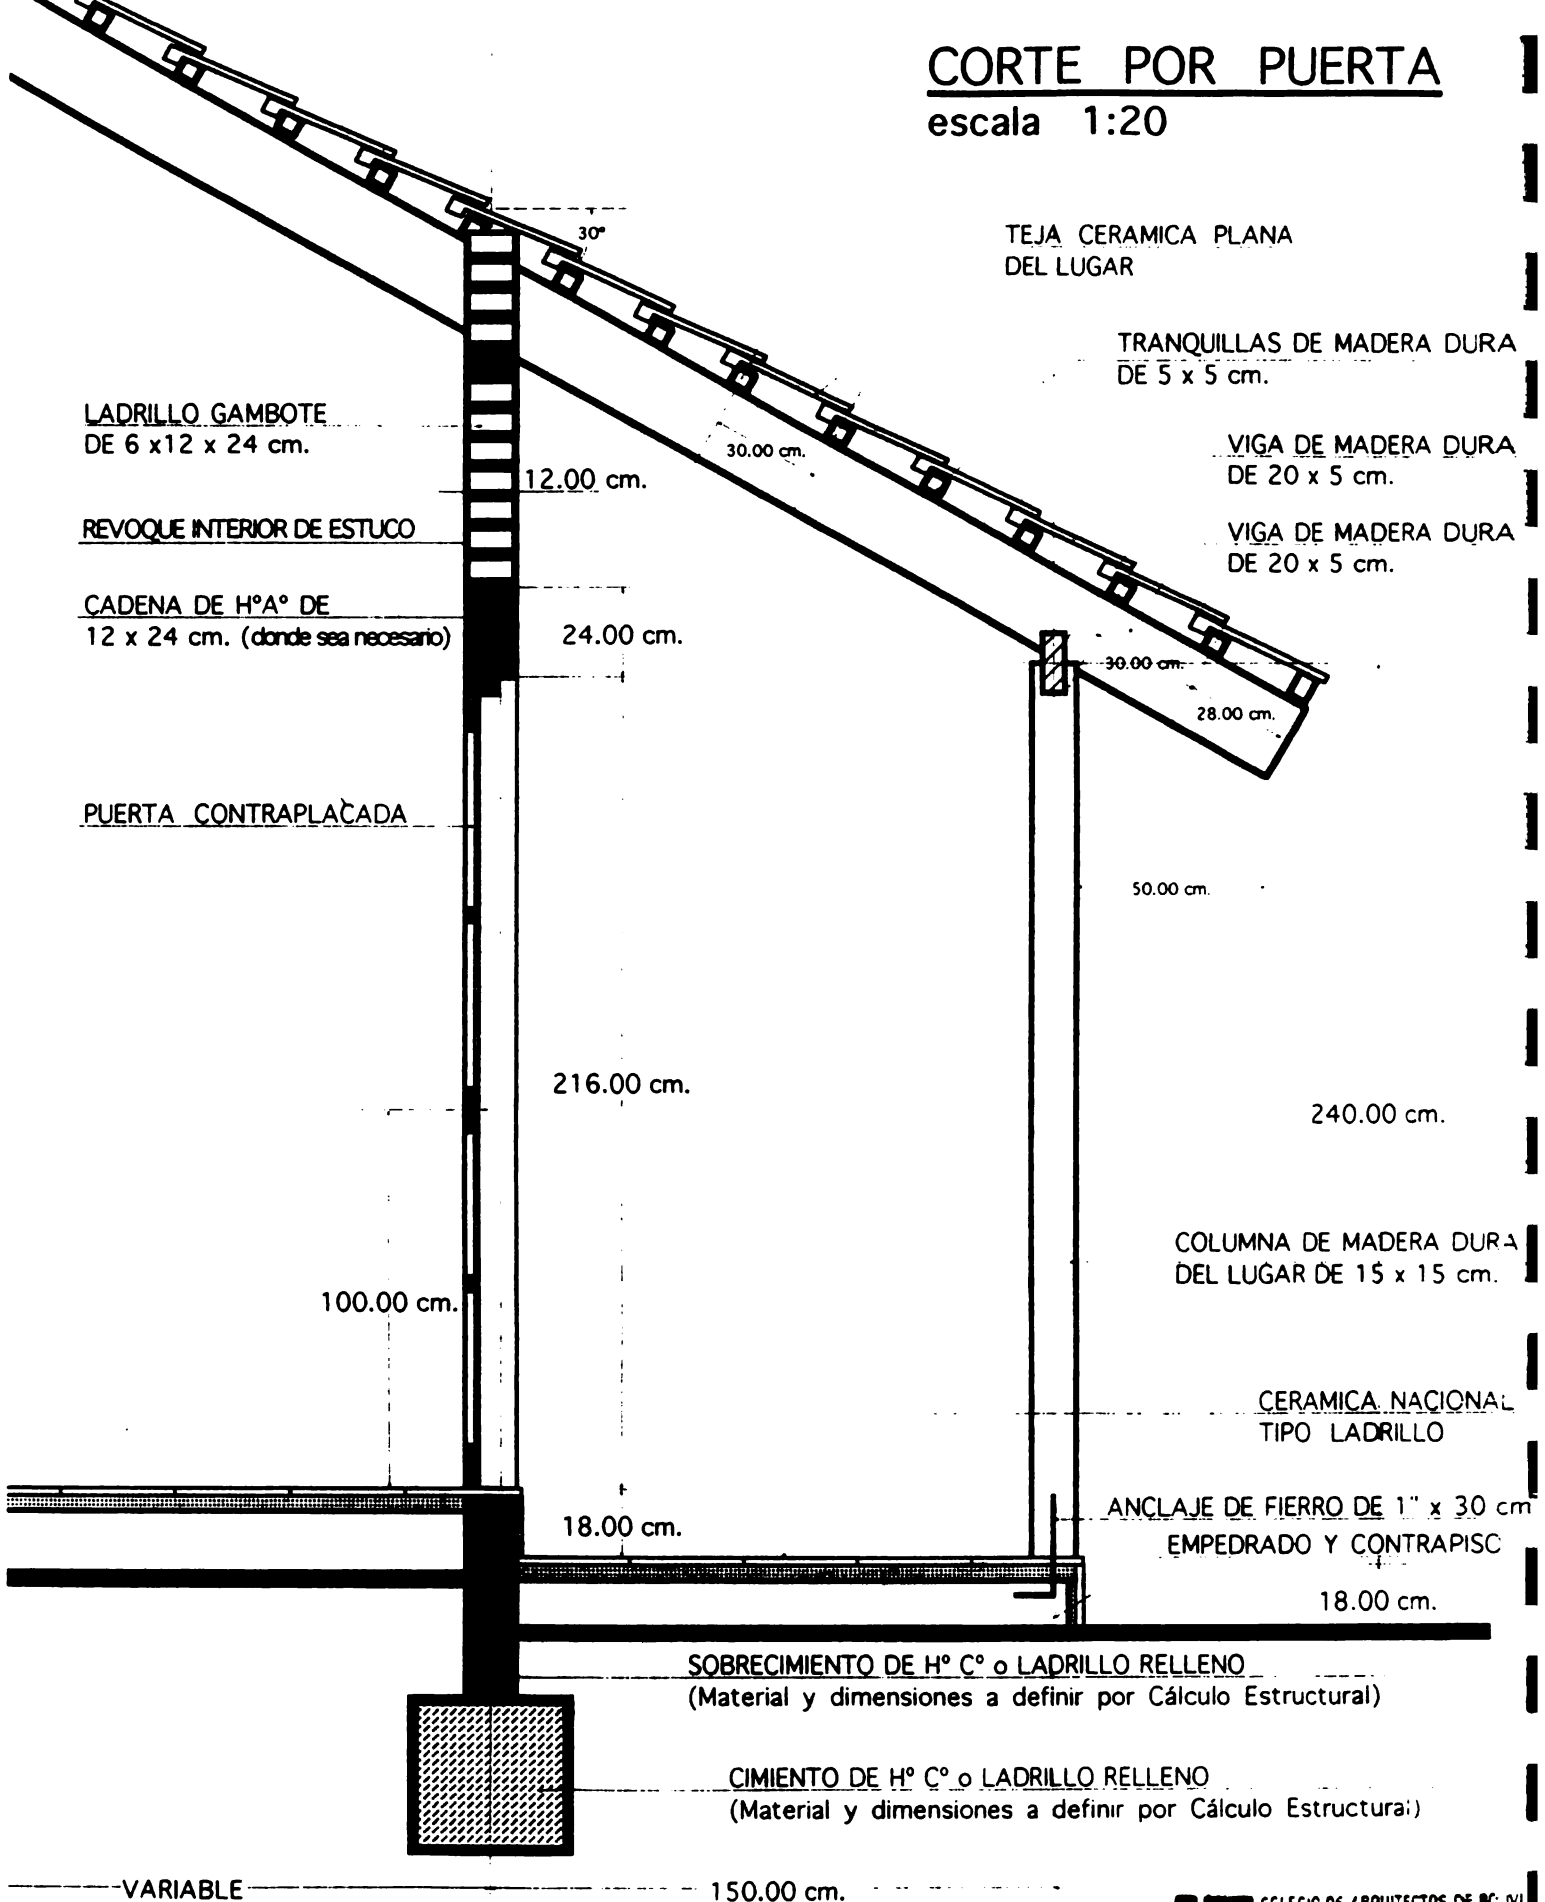 CORTE POR PUERTA
escala 1:20
30°
TEJA CERAMICA PLANA
DEL LUGAR
TRANQUILLAS DE MADERA DURA
DE 5 x 5 cm.
LADRILLO GAMBOTE
DE 6 x12 x 24 cm.
30.00 cm.
VIGA DE MADERA DURA
DE 20 x 5 cm.
12.00 cm.
REVOQUE INTERIOR DE ESTUCO
VIGA DE MADERA DURA
DE 20 x 5 cm.
CADENA DE H°A° DE
12 x 24 cm. (donde sea necesario)
24.00 cm.
30.00 cm.
28.00 cm.
PUERTA CONTRAPLACADA
50.00 cm.
216.00 cm.
240.00 cm.
COLUMNA DE MADERA DURA
DEL LUGAR DE 15 x 15 cm.
100.00 cm.
CERAMICA NACIONAL
TIPO LADRILLO
ANCLAJE DE FIERRO DE 1" x 30 cm
18.00 cm.
EMPEDRADO Y CONTRAPISO
18.00 cm.
SOBRECIMIENTO DE H° C° o LADRILLO RELLENO
(Material y dimensiones a definir por Cálculo Estructural)
CIMIENTO DE H° C° o LADRILLO RELLENO
(Material y dimensiones a definir por Cálculo Estructural)
VARIABLE
150.00 cm.